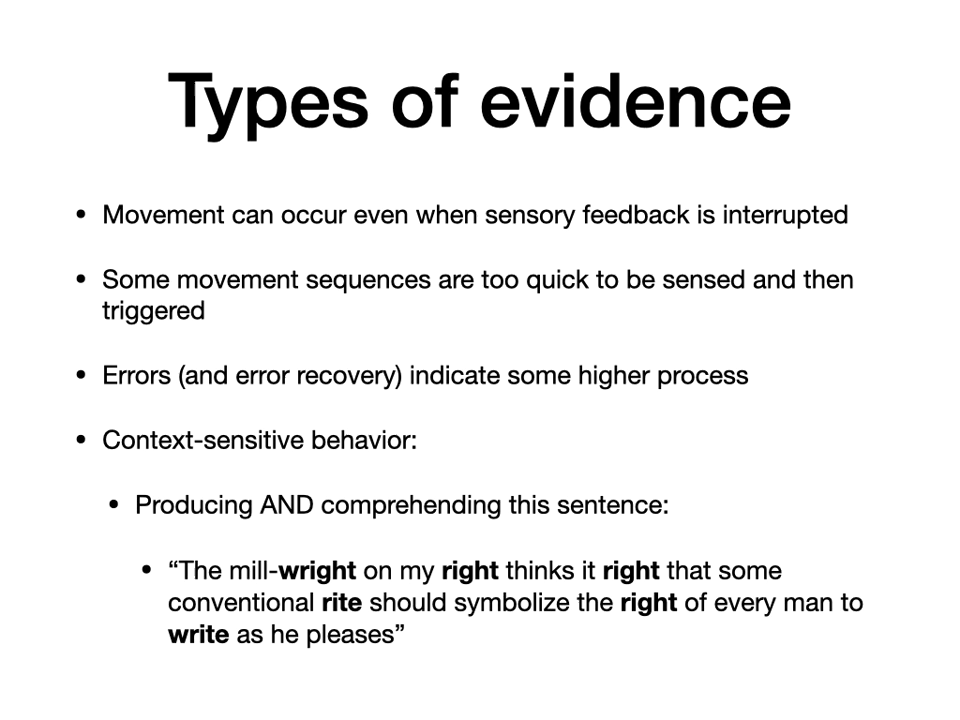 Types of evidence
• Movement can occur even when sensory feedback is interrupted
• Some movement sequences are too quick to be sensed and then
triggered
• Errors (and error recovery) indicate some higher process
• Context-sensitive behavior:
• Producing AND comprehending this sentence:
• “The mill-wright on my right thinks it right that some
conventional rite should symbolize the right of every man to
write as he pleases”